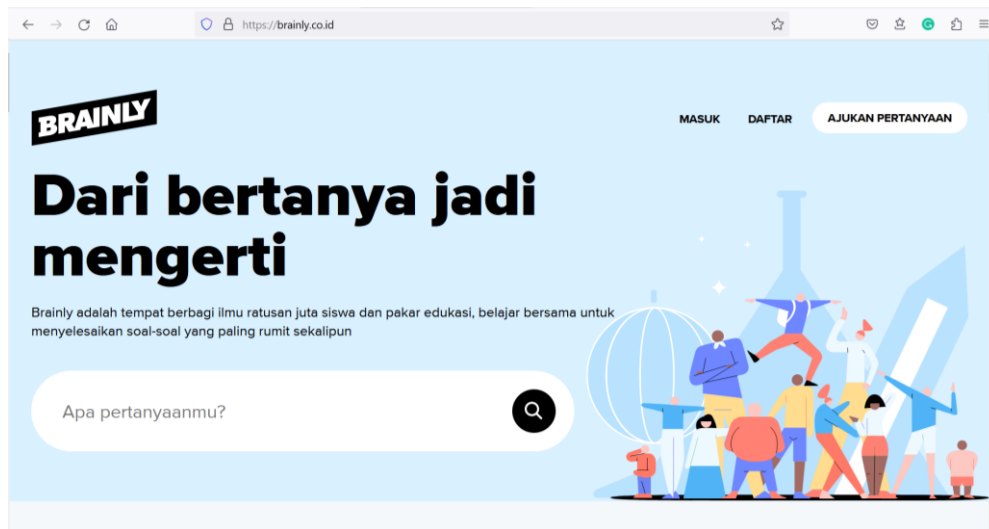 https://brainly.co.id
BRAINLY
MASUK
DAFTAR
AJUKAN PERTANYAAN
Dari bertanya jadi
mengerti
Brainly adalah tempat berbagi ilmu ratusan juta siswa dan pakar edukasi, belajar bersama untuk
menyelesaikan soal-soal yang paling rumit sekalipun
Apa pertanyaanmu?